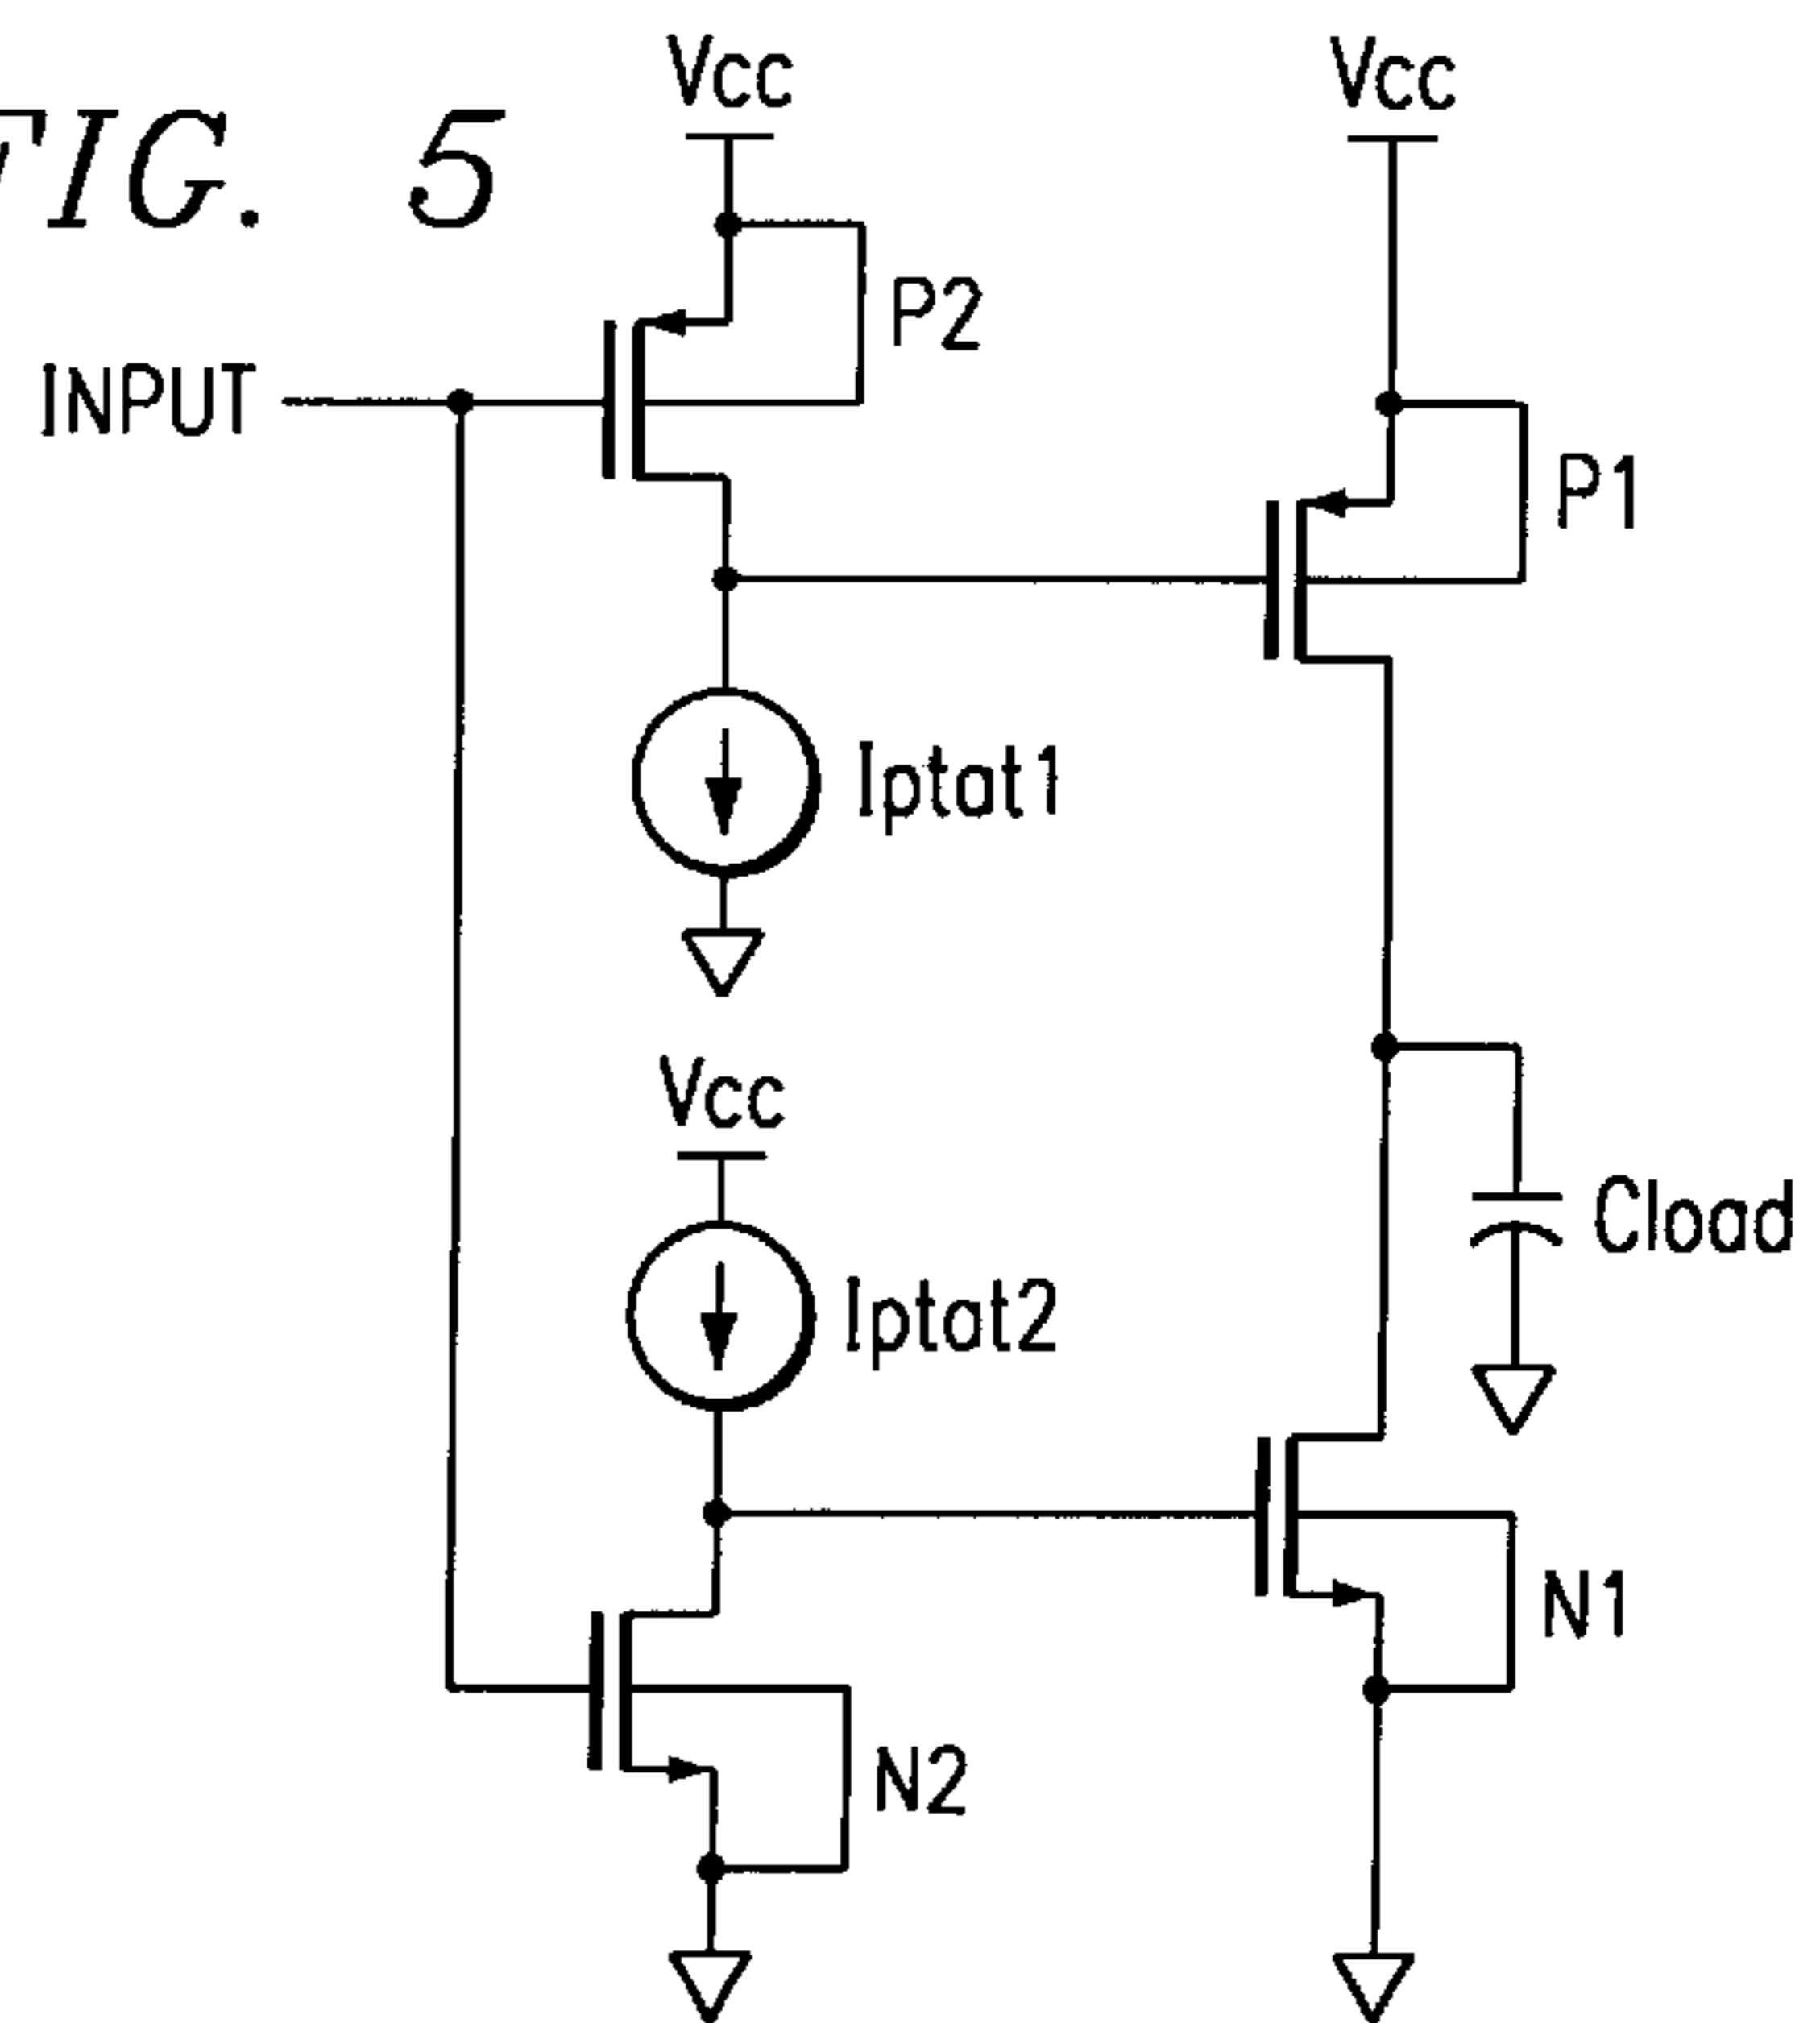 FIG. 5
Vcc
Vcc
P2
INPUT
P1
Iptat1
Vcc
Cload
Iptat2
N1
N2